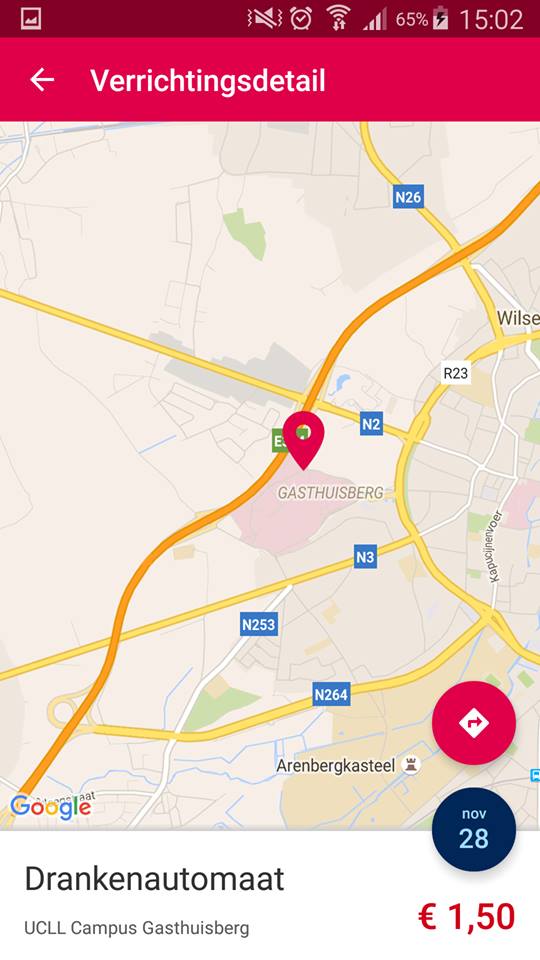 65% 15:02
Verrichtingsdetail
N26
Wilse
R23
N2
GASTHUISBERG
Kapucijnenvoer
N3
N253
N264
Arenbergkasteel
Google
nov
28
Drankenautomaat
€ 1,50
UCLL Campus Gasthuisberg